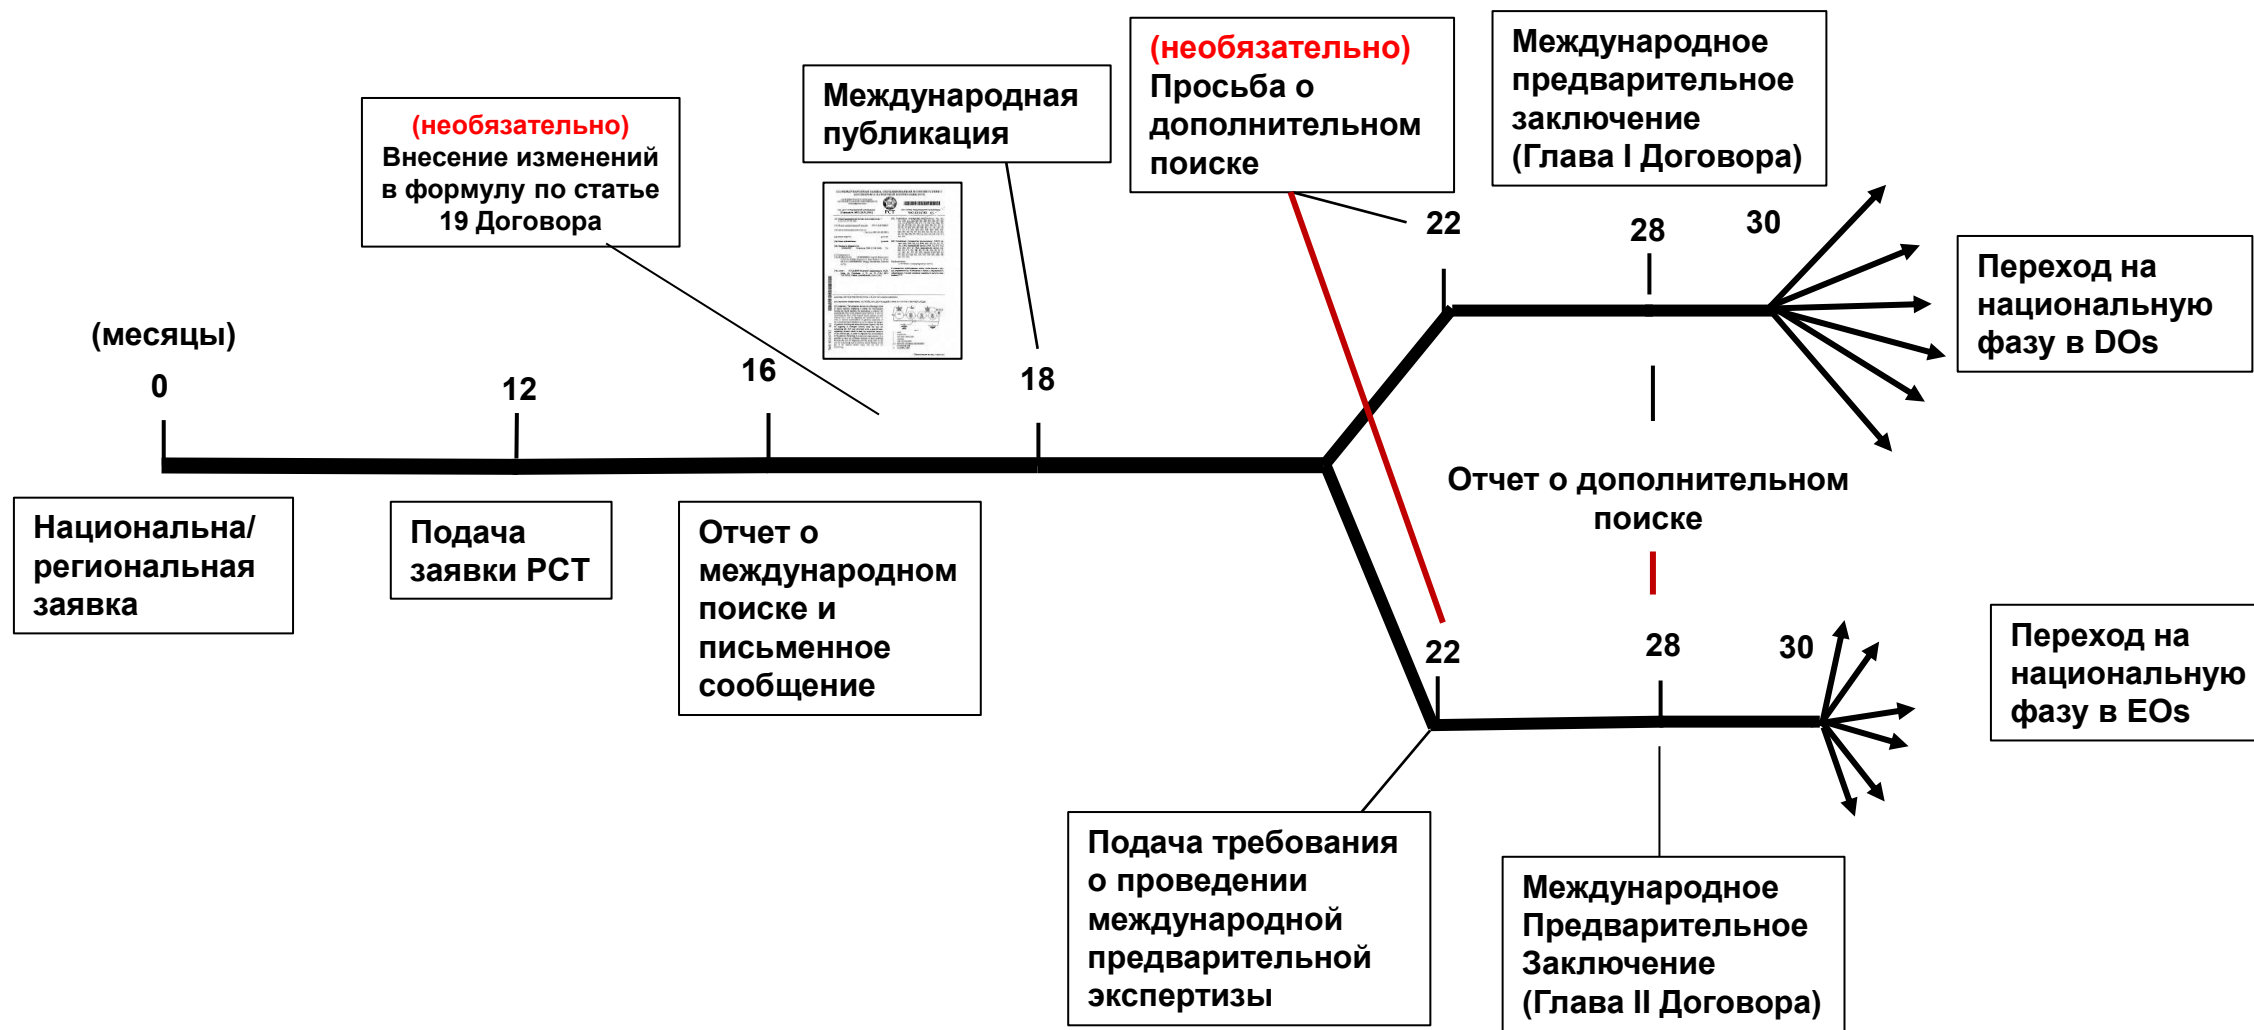 (необязательно)
Внесение изменений
в формулу по статье
19 Договора
Международная
публикация
(необязательно)
Просьба о
дополнительном
поиске
Международное
предварительное
заключение
(Глава I Договора)
PCT
(месяцы)
0
12
16
18
22
28
30
Переход на
национальную
фазу в DOs
Национальна/
региональная
заявка
Подача
заявки РСТ
Отчет о
международном
поиске и
письменное
сообщение
Отчет о дополнительном
поиске
22
28
30
Переход на
национальную
фазу в EOs
Подача требования
о проведении
международной
предварительной
экспертизы
Международное
Предварительное
Заключение
(Глава II Договора)